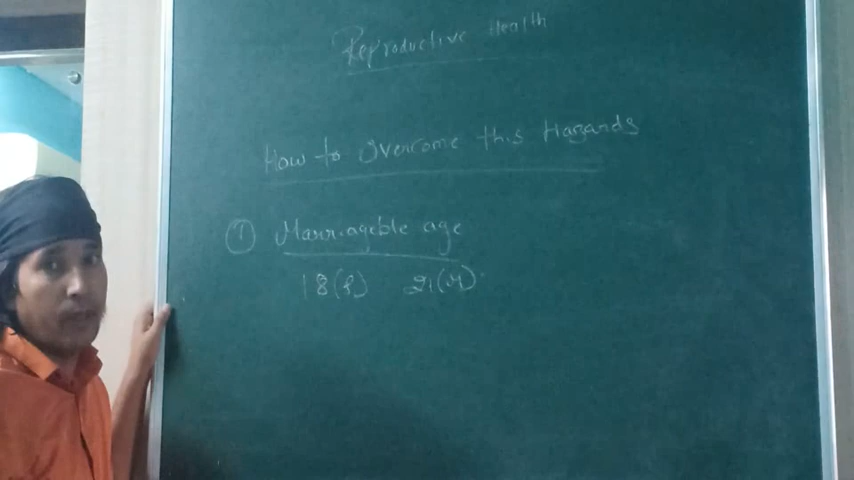 Reproductive Health
How to Overcome this Hazards
① Marriageble age
18(f) 21(M)